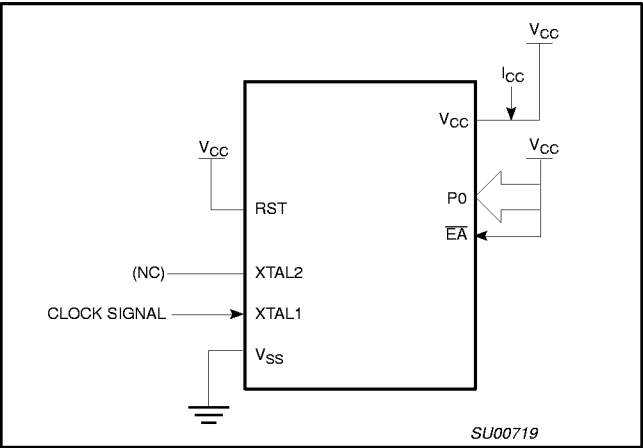 VCC
ICC
VCC
VCC
VCC
P0
RST
EA
(NC)
XTAL2
CLOCK SIGNAL
XTAL1
VSS
SU00719